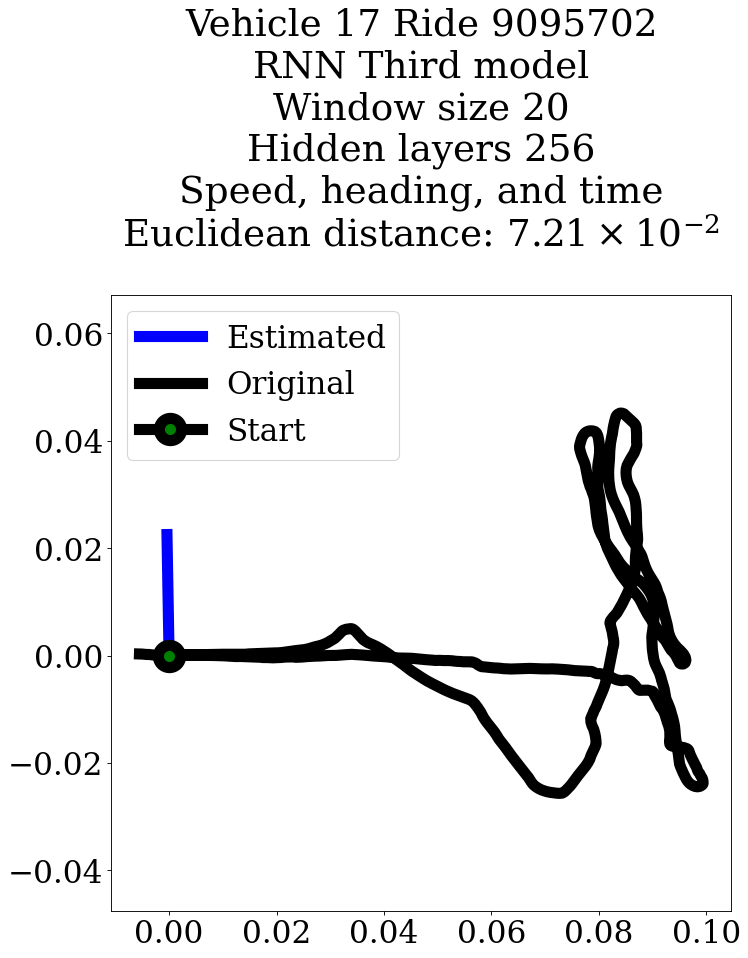 Vehicle 17 Ride 9095702
RNN Third model
Window size 20
Hidden layers 256
Speed, heading, and time
Euclidean distance: 7.21 × 10⁻²
Estimated
Original
Start
0.06
0.04
0.02
0.00
−0.02
−0.04
0.00 0.02 0.04 0.06 0.08 0.10